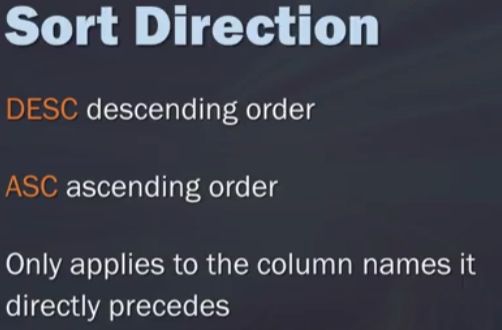 Sort Direction
DESC descending order
ASC ascending order
Only applies to the column names it
directly precedes